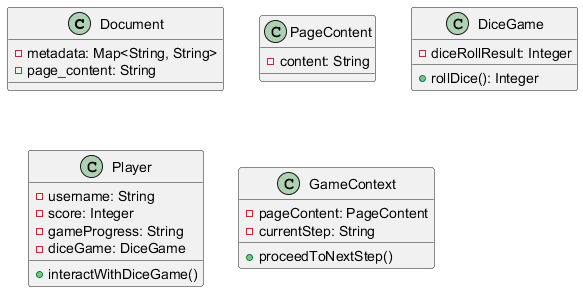 C Document
metadata: Map<String, String>
page_content: String
C PageContent
content: String
C DiceGame
diceRollResult: Integer
rollDice(): Integer
C Player
username: String
score: Integer
gameProgress: String
diceGame: DiceGame
interactWithDiceGame()
C GameContext
pageContent: PageContent
currentStep: String
proceedToNextStep()